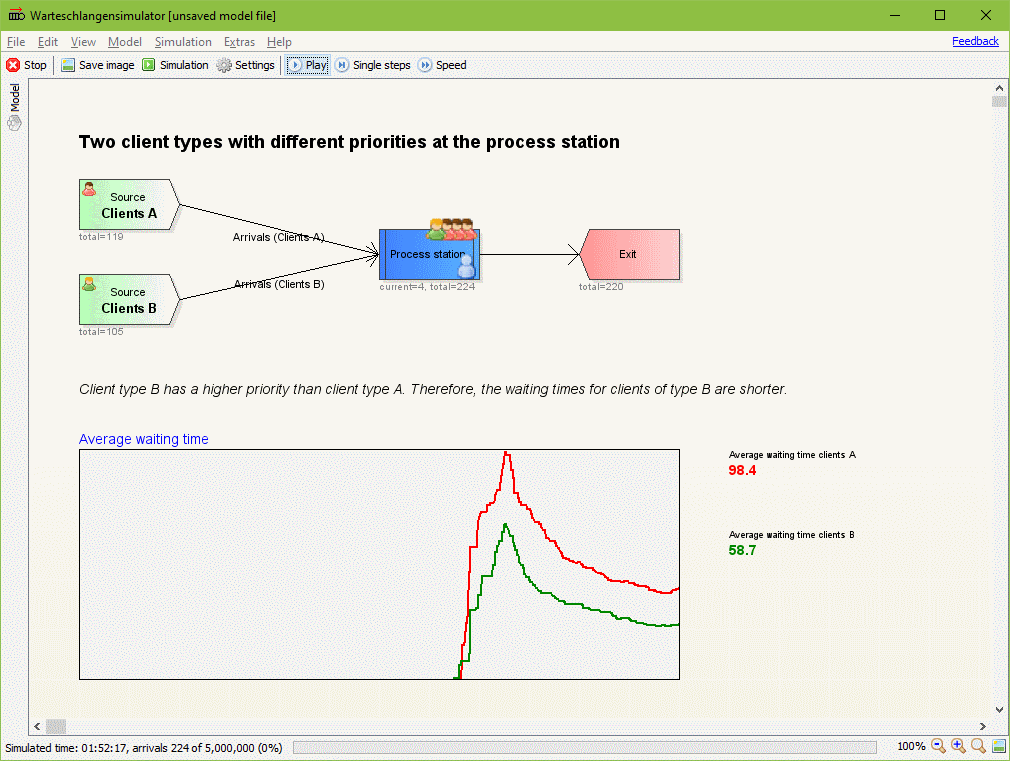 Warteschlangensimulator [unsaved model file]
File Edit View Model Simulation Extras Help Feedback
Stop Save image Simulation Settings Play Single steps Speed
Model
Two client types with different priorities at the process station
Source
Clients A
total=119
Arrivals (Clients A)
Process station
current=4, total=224
Exit
total=220
Arrivals (Clients B)
Source
Clients B
total=105
Client type B has a higher priority than client type A. Therefore, the waiting times for clients of type B are shorter.
Average waiting time
Average waiting time clients A
98.4
Average waiting time clients B
58.7
Simulated time: 01:52:17, arrivals 224 of 5,000,000 (0%) 100%